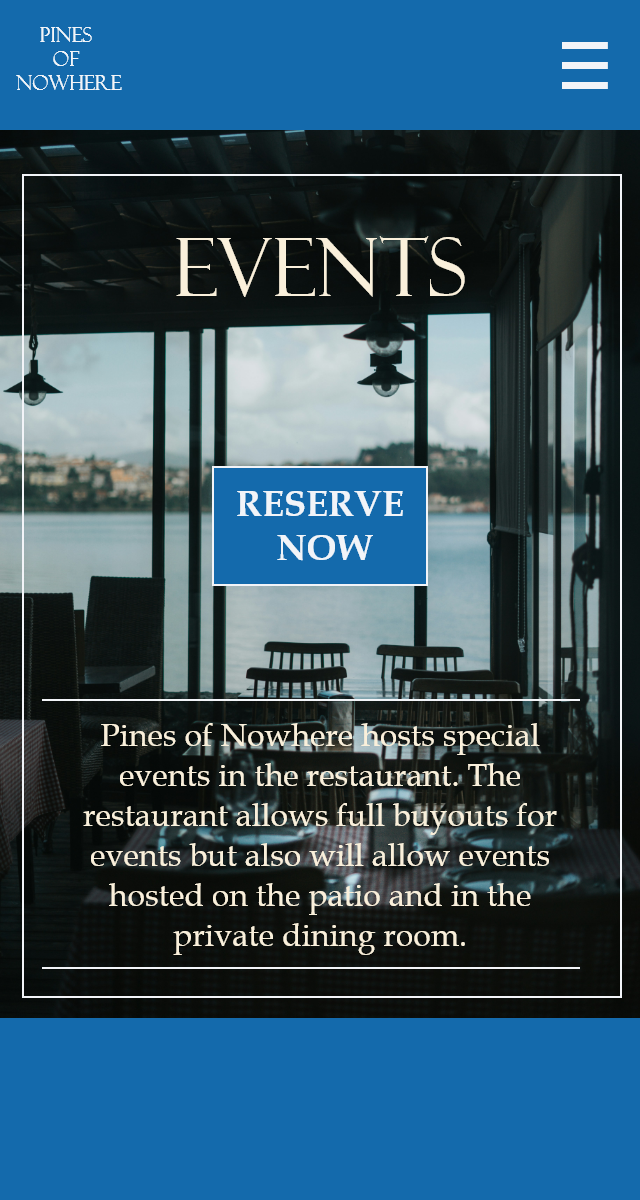 PINES
OF
NOWHERE
EVENTS
RESERVE
NOW
Pines of Nowhere hosts special
events in the restaurant. The
restaurant allows full buyouts for
events but also will allow events
hosted on the patio and in the
private dining room.